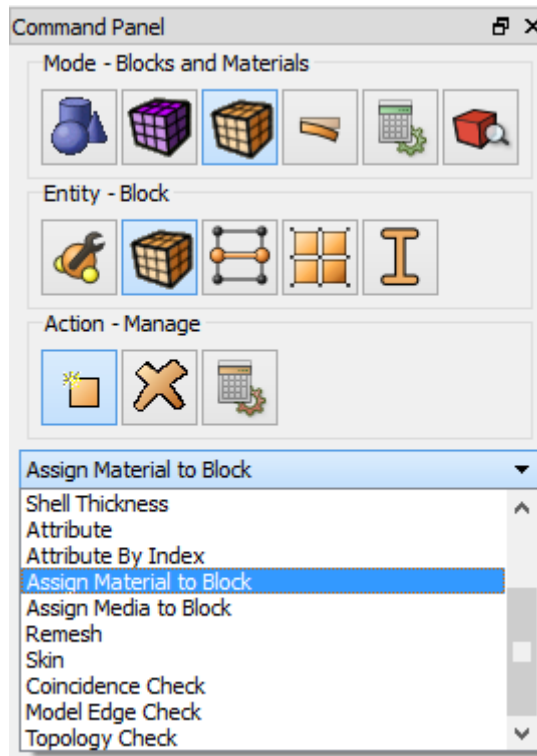 Command Panel
Mode - Blocks and Materials
Entity - Block
Action - Manage
Assign Material to Block
Shell Thickness
Attribute
Attribute By Index
Assign Material to Block
Assign Media to Block
Remesh
Skin
Coincidence Check
Model Edge Check
Topology Check